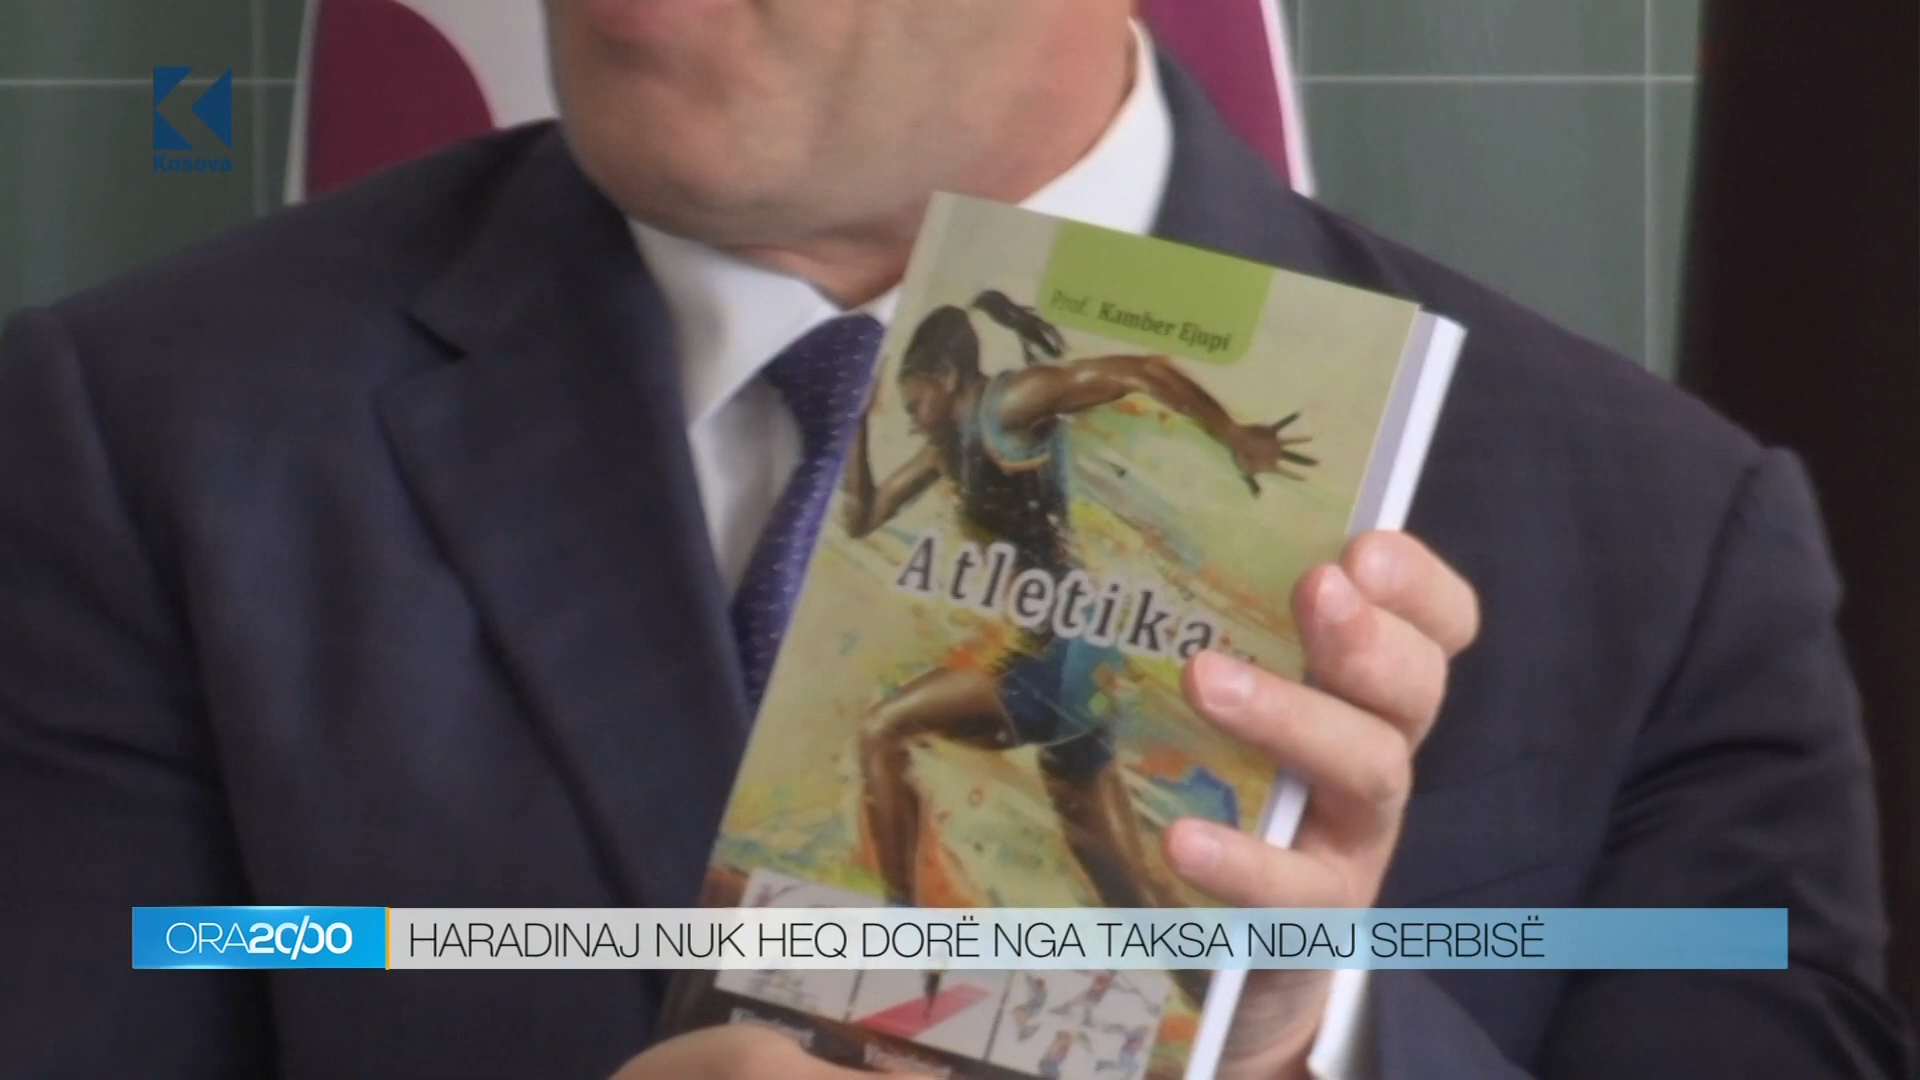 Kosova
Prof. Kamber Ejupi
Atletika
ORA20/00
HARADINAJ NUK HEQ DORË NGA TAKSA NDAJ SERBISË